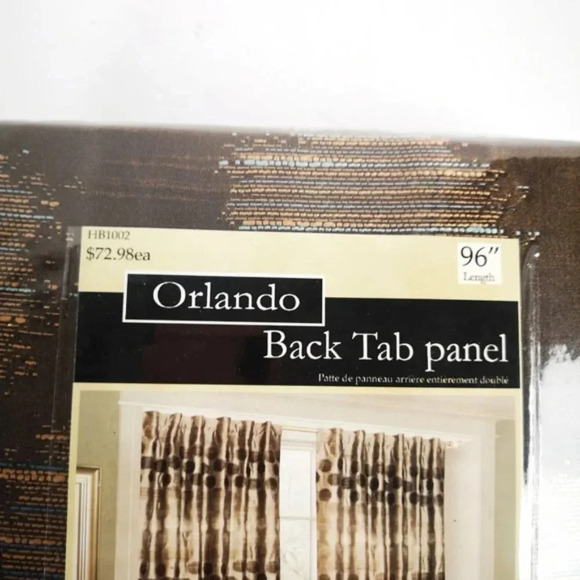 HB1002
$72.98ea
96"
Length
Orlando
Back Tab panel
Patte de panneau arrière entièrement doublé